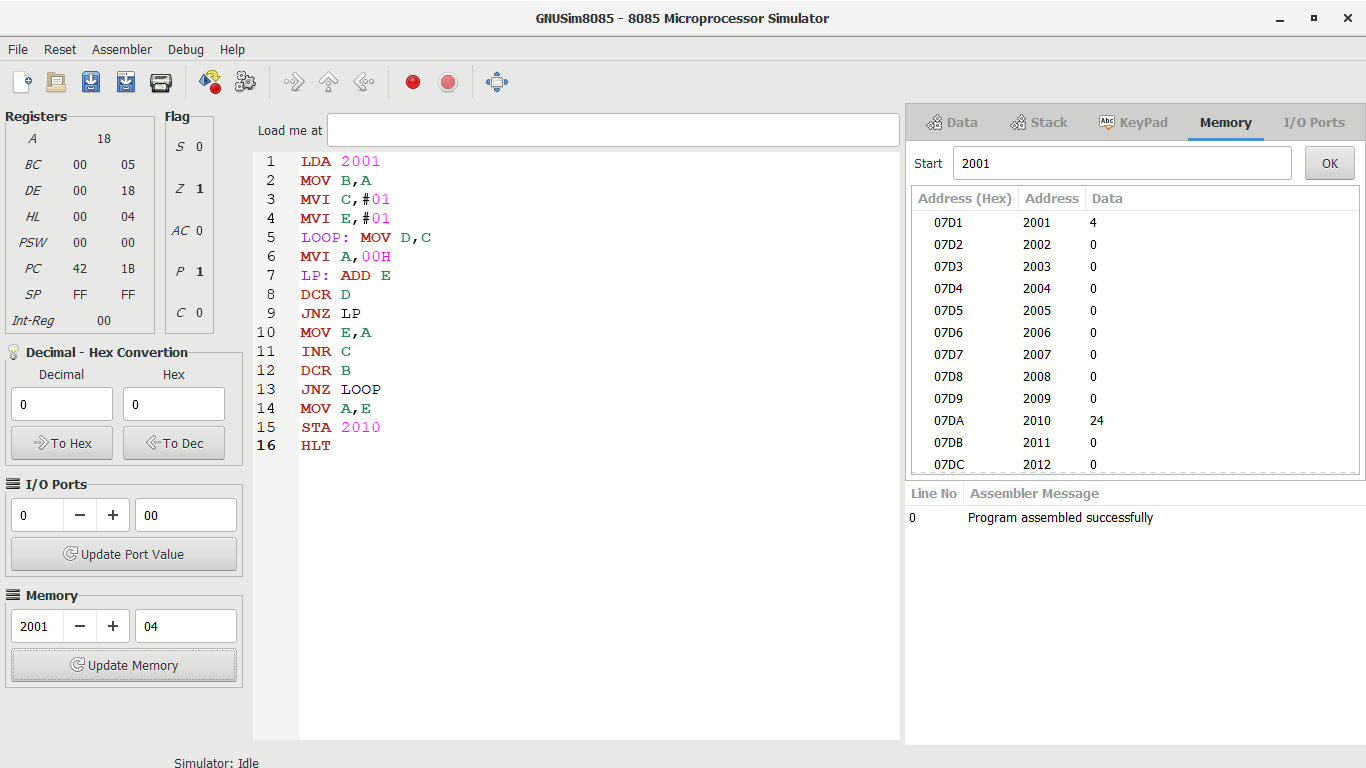 GNUSim8085 - 8085 Microprocessor Simulator
File Reset Assembler Debug Help
Registers
A 18
BC 00 05
DE 00 18
HL 00 04
PSW 00 00
PC 42 1B
SP FF FF
Int-Reg 00
Flag
S 0
Z 1
AC 0
P 1
C 0
Decimal - Hex Convertion
Decimal Hex
0 0
To Hex To Dec
I/O Ports
0 00
Update Port Value
Memory
2001 04
Update Memory
Load me at
1 LDA 2001
2 MOV B,A
3 MVI C,#01
4 MVI E,#01
5 LOOP: MOV D,C
6 MVI A,00H
7 LP: ADD E
8 DCR D
9 JNZ LP
10 MOV E,A
11 INR C
12 DCR B
13 JNZ LOOP
14 MOV A,E
15 STA 2010
16 HLT
Data Stack Abc KeyPad Memory I/O Ports
Start 2001 OK
Address (Hex) Address Data
07D1 2001 4
07D2 2002 0
07D3 2003 0
07D4 2004 0
07D5 2005 0
07D6 2006 0
07D7 2007 0
07D8 2008 0
07D9 2009 0
07DA 2010 24
07DB 2011 0
07DC 2012 0
Line No Assembler Message
0 Program assembled successfully
Simulator: Idle